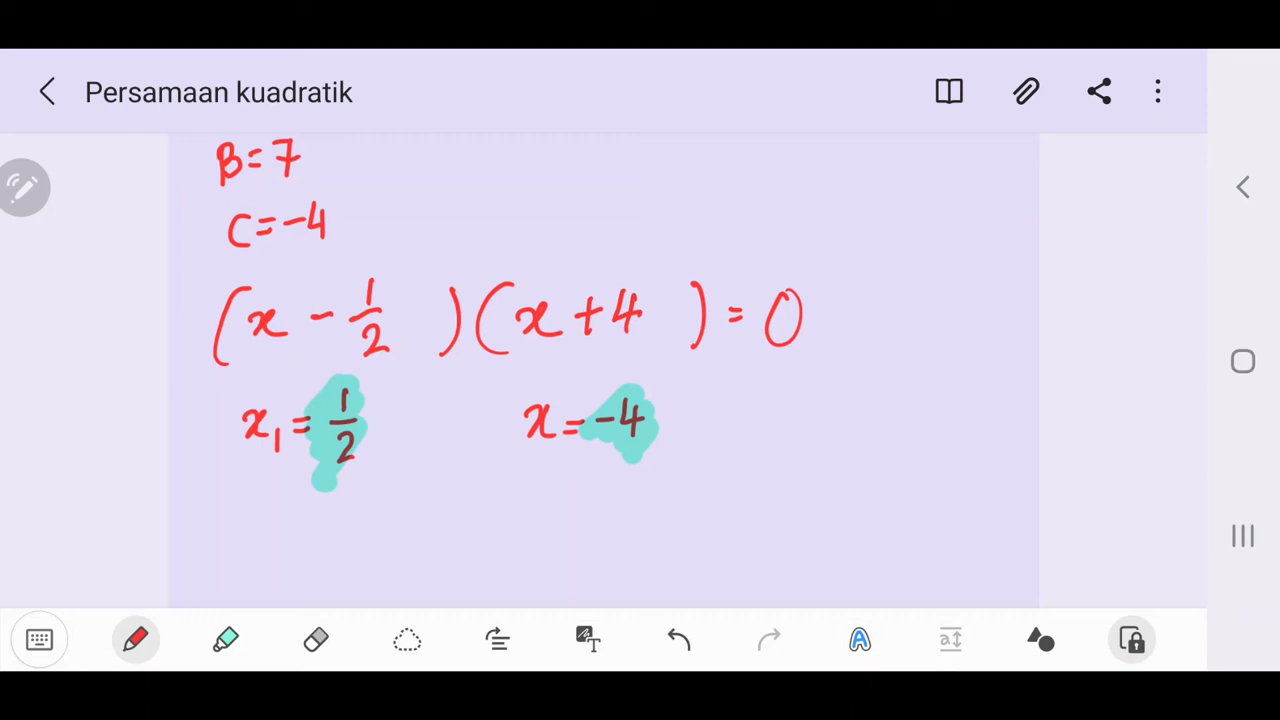 Persamaan kuadratik
B=7
C=-4
(x - 1/2 )(x+4 ) = 0
x₁ = 1/2 x=-4